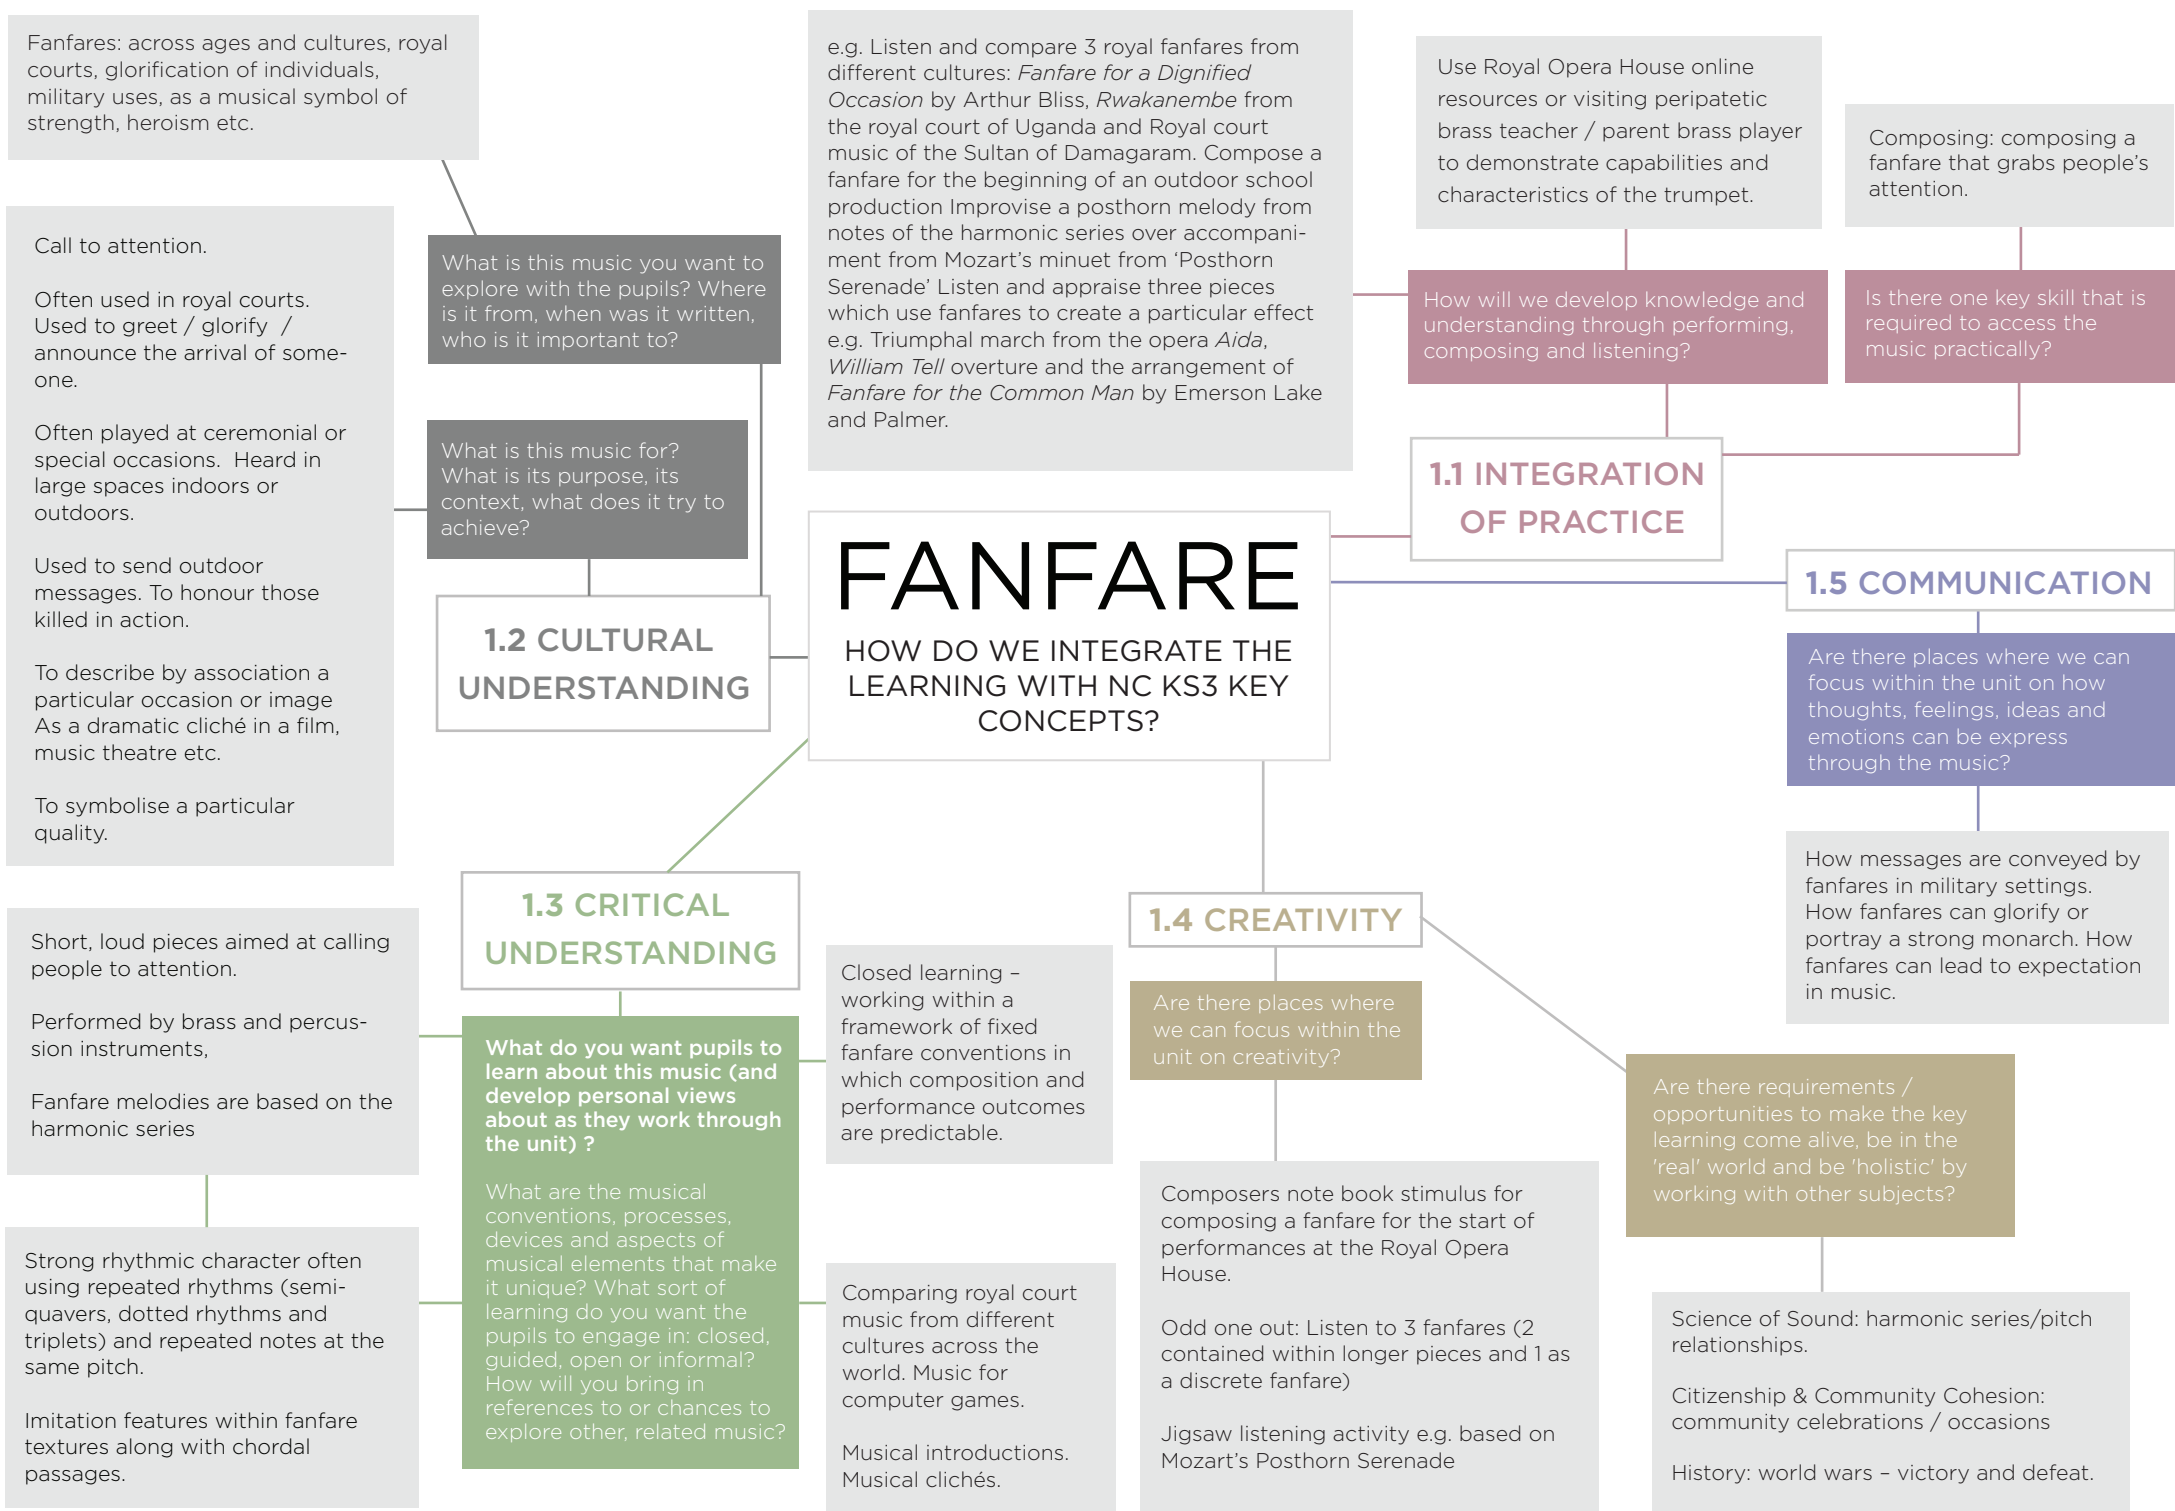 Fanfares: across ages and cultures, royal
courts, glorification of individuals,
military uses, as a musical symbol of
strength, heroism etc.
Call to attention.
Often used in royal courts.
Used to greet / glorify  /
announce the arrival of some-
one.
Often played at ceremonial or
special occasions.  Heard in
large spaces indoors or
outdoors.
Used to send outdoor
messages. To honour those
killed in action.
To describe by association a
particular occasion or image
As a dramatic cliché in a film,
music theatre etc.
To symbolise a particular
quality.
What is this music you want to
explore with the pupils? Where
is it from, when was it written,
who is it important to?
What is this music for?
What is its purpose, its
context, what does it try to
achieve?
1.2 CULTURAL
UNDERSTANDING
e.g. Listen and compare 3 royal fanfares from
different cultures: Fanfare for a Dignified
Occasion by Arthur Bliss, Rwakanembe from
the royal court of Uganda and Royal court
music of the Sultan of Damagaram. Compose a
fanfare for the beginning of an outdoor school
production Improvise a posthorn melody from
notes of the harmonic series over accompani-
ment from Mozart's minuet from 'Posthorn
Serenade' Listen and appraise three pieces
which use fanfares to create a particular effect
e.g. Triumphal march from the opera Aida,
William Tell overture and the arrangement of
Fanfare for the Common Man by Emerson Lake
and Palmer.
Use Royal Opera House online
resources or visiting peripatetic
brass teacher / parent brass player
to demonstrate capabilities and
characteristics of the trumpet.
Composing: composing a
fanfare that grabs people's
attention.
How will we develop knowledge and
understanding through performing,
composing and listening?
Is there one key skill that is
required to access the
music practically?
1.1 INTEGRATION
OF PRACTICE
FANFARE
HOW DO WE INTEGRATE THE
LEARNING WITH NC KS3 KEY
CONCEPTS?
1.5 COMMUNICATION
Are there places where we can
focus within the unit on how
thoughts, feelings, ideas and
emotions can be express
through the music?
How messages are conveyed by
fanfares in military settings.
How fanfares can glorify or
portray a strong monarch. How
fanfares can lead to expectation
in music.
1.3 CRITICAL
UNDERSTANDING
Short, loud pieces aimed at calling
people to attention.
Performed by brass and percus-
sion instruments,
Fanfare melodies are based on the
harmonic series
Strong rhythmic character often
using repeated rhythms (semi-
quavers, dotted rhythms and
triplets) and repeated notes at the
same pitch.
Imitation features within fanfare
textures along with chordal
passages.
What do you want pupils to
learn about this music (and
develop personal views
about as they work through
the unit) ?
What are the musical
conventions, processes,
devices and aspects of
musical elements that make
it unique? What sort of
learning do you want the
pupils to engage in: closed,
guided, open or informal?
How will you bring in
references to or chances to
explore other, related music?
Closed learning –
working within a
framework of fixed
fanfare conventions in
which composition and
performance outcomes
are predictable.
Comparing royal court
music from different
cultures across the
world. Music for
computer games.
Musical introductions.
Musical clichés.
1.4 CREATIVITY
Are there places where
we can focus within the
unit on creativity?
Composers note book stimulus for
composing a fanfare for the start of
performances at the Royal Opera
House.
Odd one out: Listen to 3 fanfares (2
contained within longer pieces and 1 as
a discrete fanfare)
Jigsaw listening activity e.g. based on
Mozart's Posthorn Serenade
Are there requirements /
opportunities to make the key
learning come alive, be in the
'real' world and be 'holistic' by
working with other subjects?
Science of Sound: harmonic series/pitch
relationships.
Citizenship & Community Cohesion:
community celebrations / occasions
History: world wars – victory and defeat.